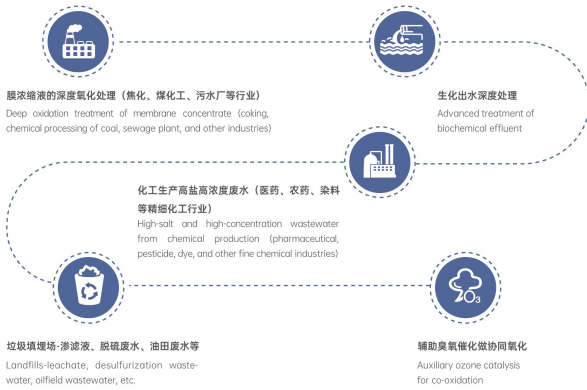 膜浓缩液的深度氧化处理（焦化、煤化工、污水厂等行业）
Deep oxidation treatment of membrane concentrate (coking,
chemical processing of coal, sewage plant, and other industries)
生化出水深度处理
Advanced treatment of
biochemical effluent
化工生产高盐高浓度废水（医药、农药、染料
等精细化工行业）
High-salt and high-concentration wastewater
from chemical production (pharmaceutical,
pesticide, dye, and other fine chemical industries)
O3
垃圾填埋场-渗滤液、脱硫废水、油田废水等
Landfills-leachate, desulfurization waste-
water, oilfield wastewater, etc.
辅助臭氧催化做协同氧化
Auxiliary ozone catalysis
for co-oxidation